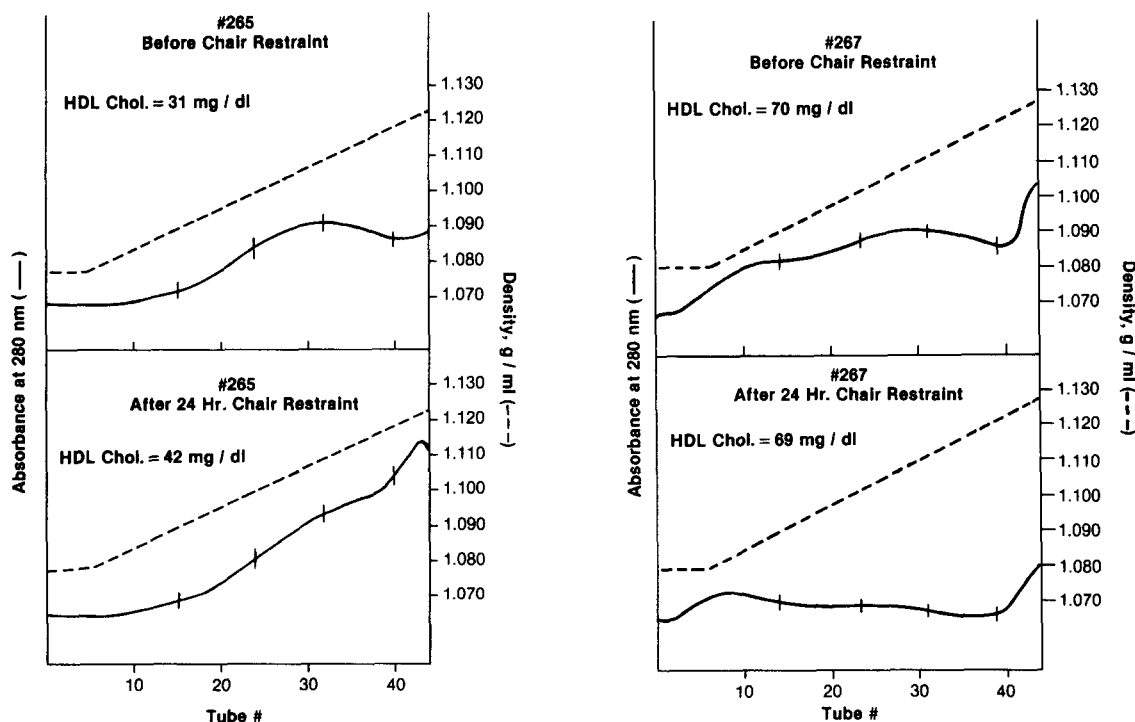 #265
Before Chair Restraint
HDL Chol. = 31 mg / dl
1.130
1.120
1.110
1.100
1.090
1.080
1.070
#265
After 24 Hr. Chair Restraint
HDL Chol. = 42 mg / dl
1.130
1.120
1.110
1.100
1.090
1.080
1.070
10
20
30
40
Tube #
Absorbance at 280 nm ( — )
Density, g / ml ( --- )
#267
Before Chair Restraint
HDL Chol. = 70 mg / dl
1.130
1.120
1.110
1.100
1.090
1.080
1.070
#267
After 24 Hr. Chair Restraint
HDL Chol. = 69 mg / dl
1.130
1.120
1.110
1.100
1.090
1.080
1.070
10
20
30
40
Tube #
Absorbance at 280 nm ( — )
Density, g / ml ( --- )